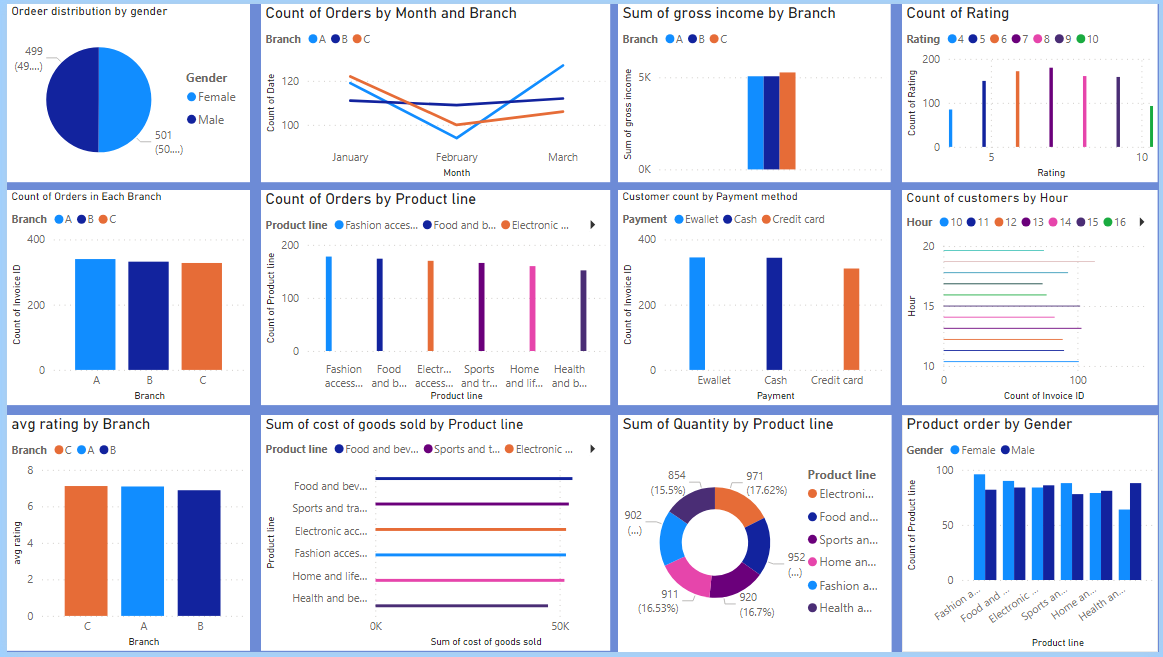 Ordeer distribution by gender
499
(49....)
501
(50....)
Gender
Female
Male
Count of Orders by Month and Branch
Branch A B C
Count of Date
120
100
January February March
Month
Sum of gross income by Branch
Branch A B C
Sum of gross income
5K
0K
Count of Rating
Rating 4 5 6 7 8 9 10
Count of Rating
200
100
0
5 10
Rating
Count of Orders in Each Branch
Branch A B C
Count of Invoice ID
400
200
0
A B C
Branch
Count of Orders by Product line
Product line Fashion acces... Food and b... Electronic ...
Count of Product line
200
100
0
Fashion Food Electr... Sports Home Health
access... and b... access... and tr... and lif... and b...
Product line
Customer count by Payment method
Payment Ewallet Cash Credit card
Count of Invoice ID
400
200
0
Ewallet Cash Credit card
Payment
Count of customers by Hour
Hour 10 11 12 13 14 15 16
Hour
20
15
10
0 100
Count of Invoice ID
avg rating by Branch
Branch C A B
avg rating
8
6
4
2
0
C A B
Branch
Sum of cost of goods sold by Product line
Product line Food and bev... Sports and t... Electronic ...
Product line
Food and bev...
Sports and tra...
Electronic acc...
Fashion acces...
Home and life...
Health and be...
0K 50K
Sum of cost of goods sold
Sum of Quantity by Product line
854
(15.5%)
971
(17.62%)
902
(...)
952
(...)
911
(16.53%)
920
(16.7%)
Product line
Electroni...
Food and...
Sports an...
Home an...
Fashion a...
Health a...
Product order by Gender
Gender Female Male
Count of Product line
100
50
0
Fashion a... Food and ... Electronic ... Sports an... Home an... Health an...
Product line